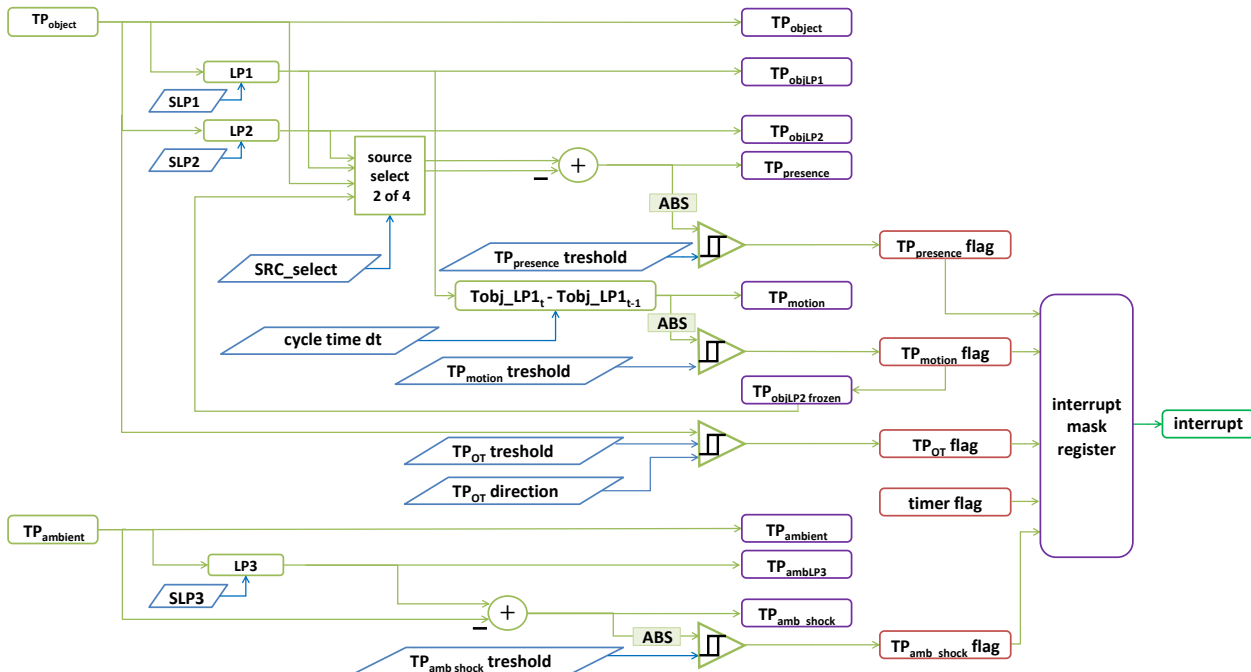 TPobject
TPobject
LP1
TPobjLP1
SLP1
LP2
TPobjLP2
SLP2
source
select
2 of 4
+
−
TPpresence
ABS
SRC_select
TPpresence treshold
TPpresence flag
Tobj_LP1t - Tobj_LP1t-1
TPmotion
ABS
cycle time dt
TPmotion treshold
TPmotion flag
TPobjLP2 frozen
interrupt
mask
register
interrupt
TPOT treshold
TPOT flag
TPOT direction
timer flag
TPambient
TPambient
LP3
TPambLP3
SLP3
+
−
TPamb_shock
ABS
TPamb shock treshold
TPamb_shock flag